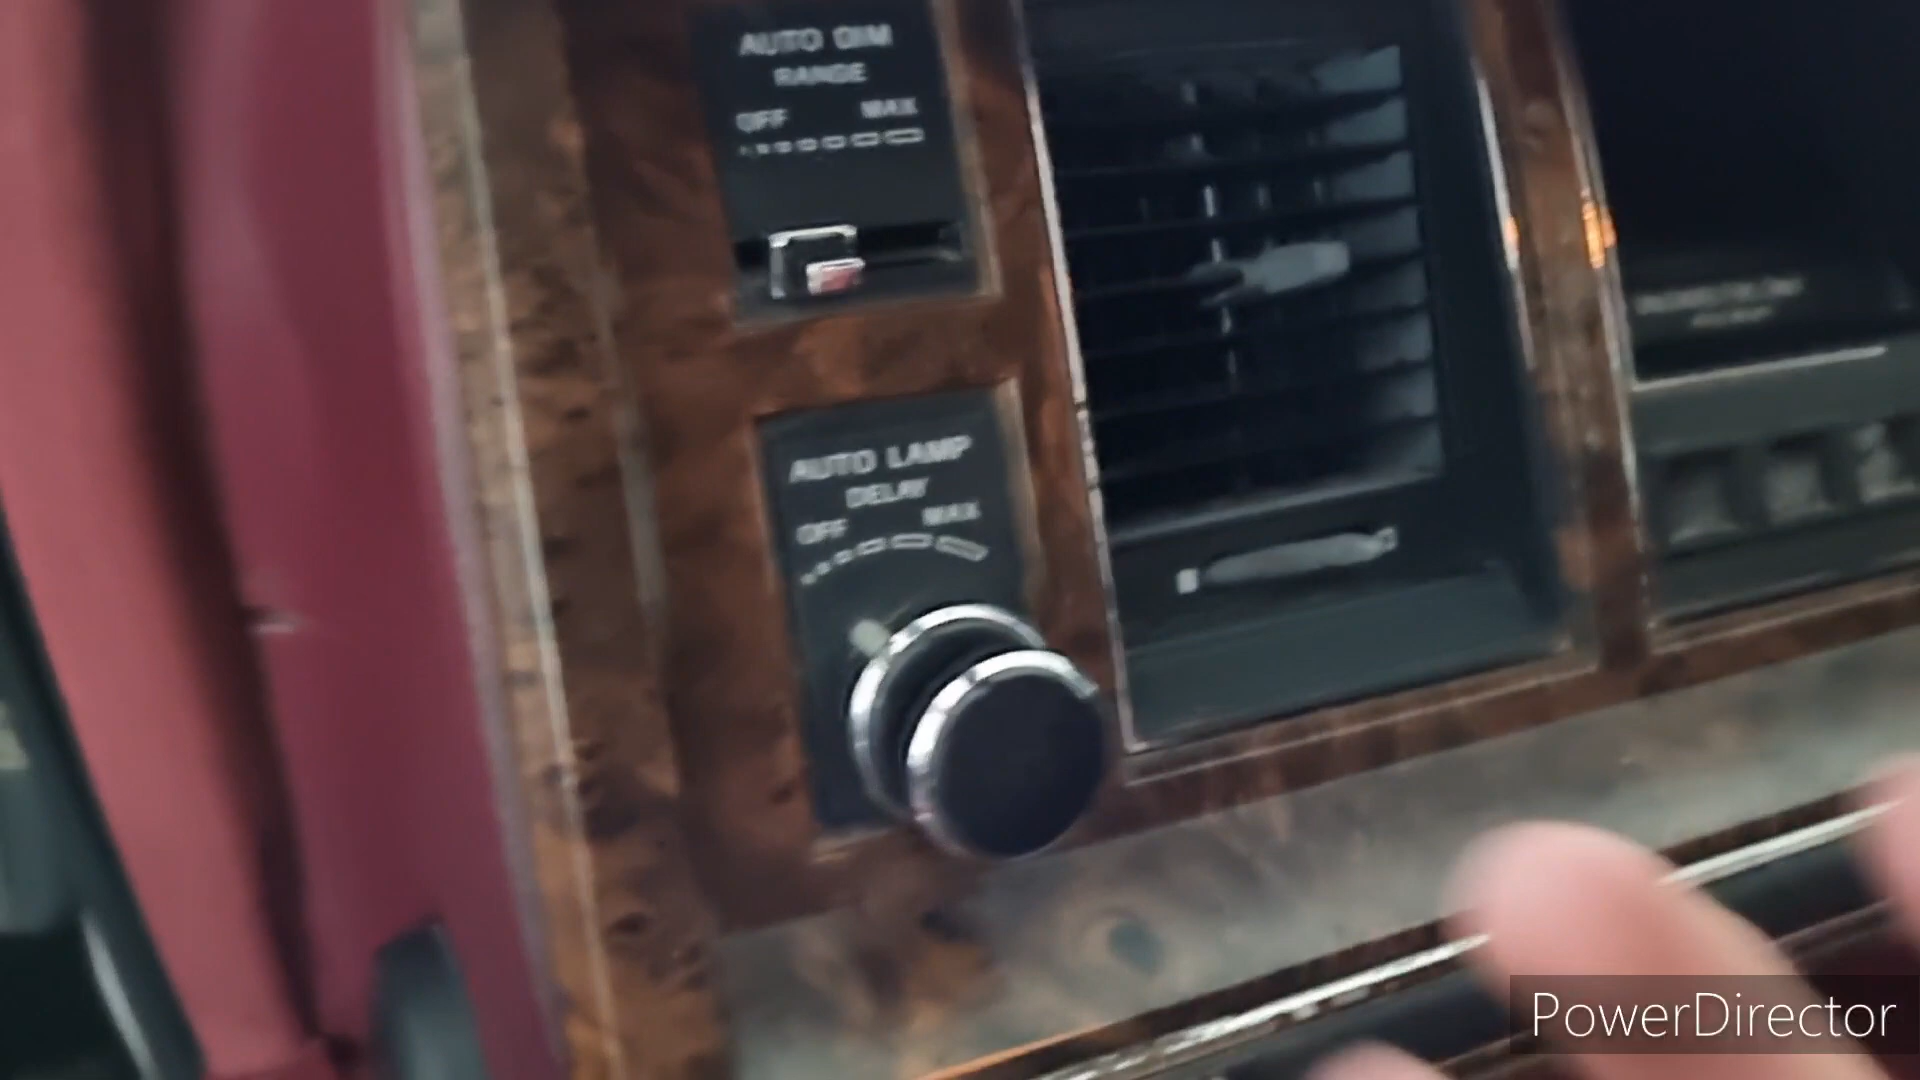 AUTO DIM
RANGE
OFF MAX
AUTO LAMP
DELAY
OFF MAX
PowerDirector